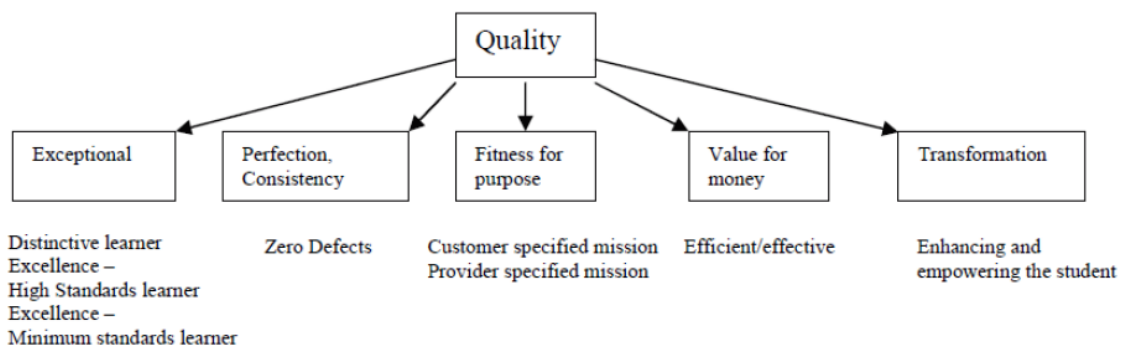 Quality
Exceptional
Perfection,
Consistency
Fitness for
purpose
Value for
money
Transformation
Distinctive learner
Excellence –
High Standards learner
Excellence –
Minimum standards learner
Zero Defects
Customer specified mission
Provider specified mission
Efficient/effective
Enhancing and
empowering the student